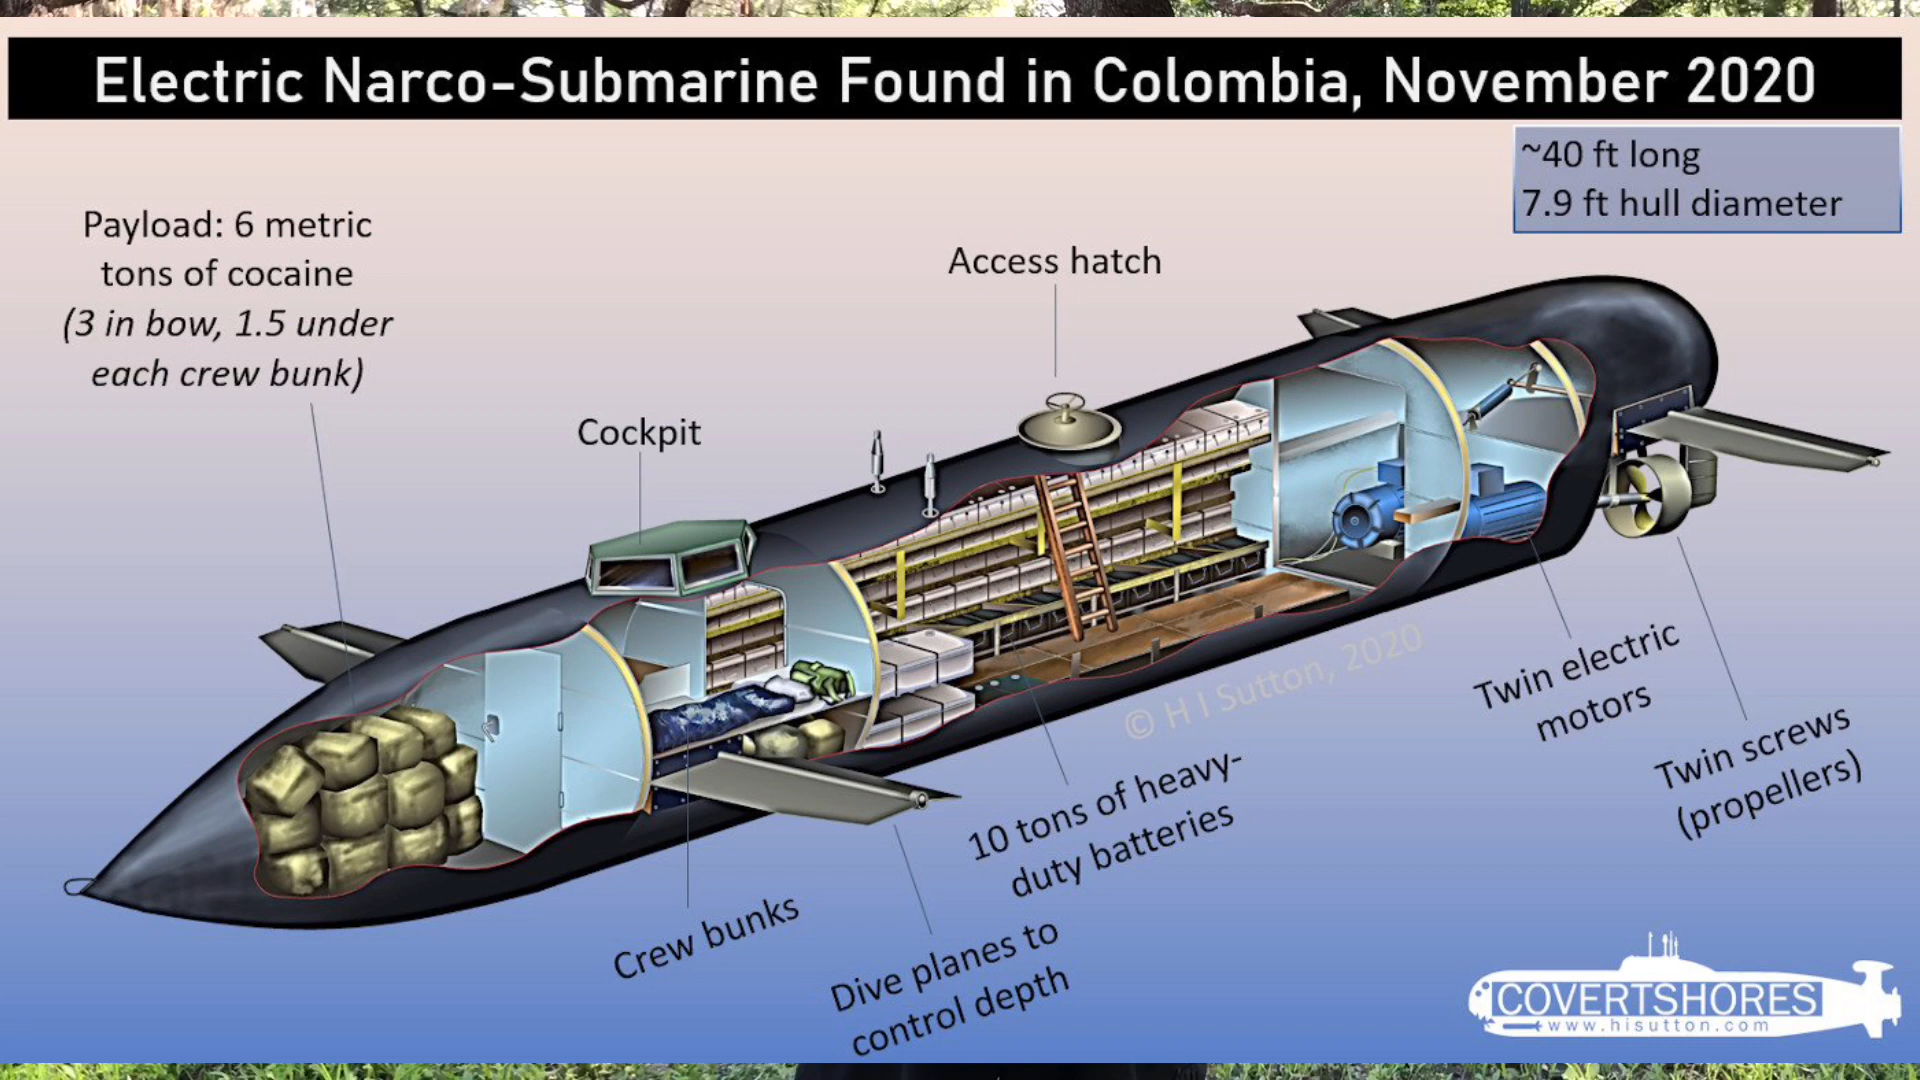 Electric Narco-Submarine Found in Colombia, November 2020
~40 ft long
7.9 ft hull diameter
Payload: 6 metric
tons of cocaine
(3 in bow, 1.5 under
each crew bunk)
Access hatch
Cockpit
© H I Sutton, 2020
Twin electric
motors
Twin screws
(propellers)
10 tons of heavy-
duty batteries
Crew bunks
Dive planes to
control depth
COVERTSHORES
www.hisutton.com